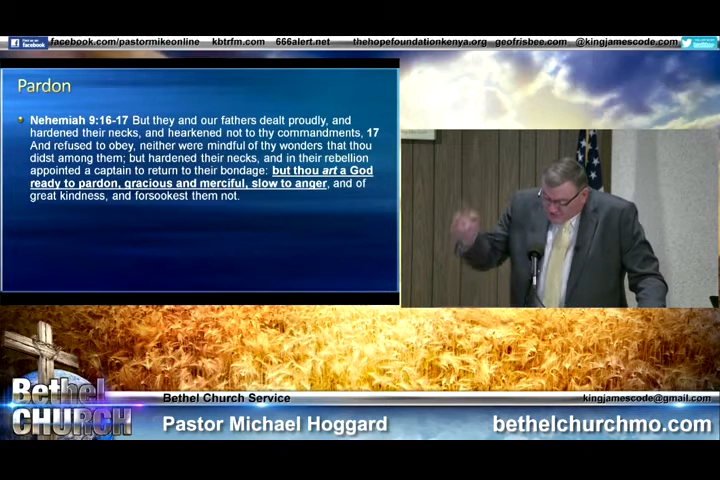 facebook.com/pastormikeonline kbtrfm.com 666alert.net thehopefoundationkenya.org geofrisbee.com @kingjamescode.com
Pardon
Nehemiah 9:16-17 But they and our fathers dealt proudly, and
hardened their necks, and hearkened not to thy commandments, 17
And refused to obey, neither were mindful of thy wonders that thou
didst among them; but hardened their necks, and in their rebellion
appointed a captain to return to their bondage: but thou art a God
ready to pardon, gracious and merciful, slow to anger, and of
great kindness, and forsookest them not.
Bethel
CHURCH
Bethel Church Service kingjamescode@gmail.com
Pastor Michael Hoggard bethelchurchmo.com